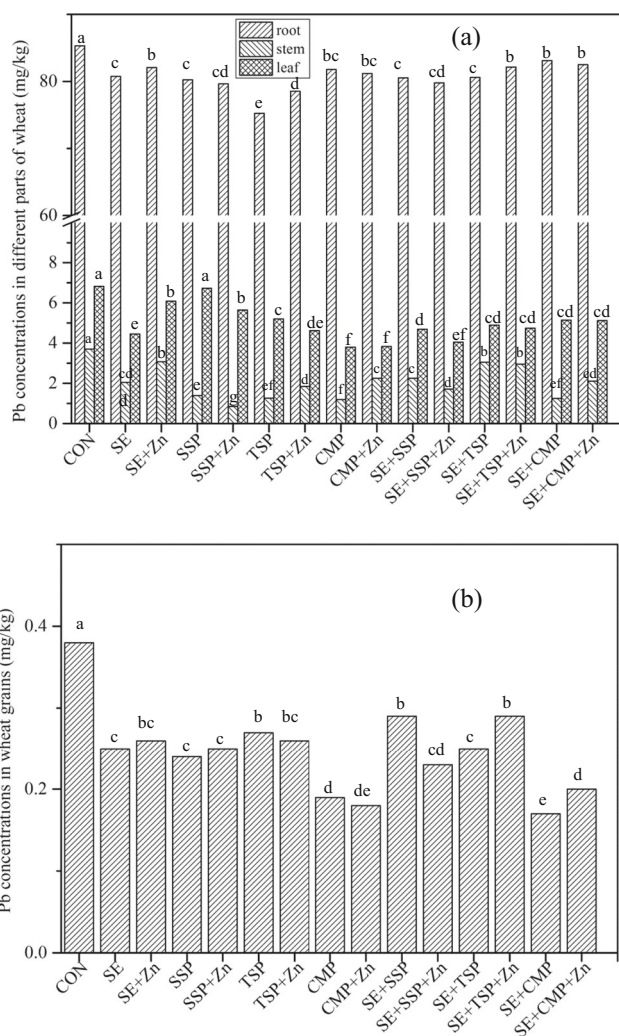 (a)
root
stem
leaf
Pb concentrations in different parts of wheat (mg/kg)
80
60
8
6
4
2
0
a c b c cd e d bc bc c cd c b b b
a e b a b c de f f d ef cd cd cd cd
a cd b e g ef d f c c d b b ef cd
CON SE SE+Zn SSP SSP+Zn TSP TSP+Zn CMP CMP+Zn SE+SSP SE+SSP+Zn SE+TSP SE+TSP+Zn SE+CMP SE+CMP+Zn
(b)
Pb concentrations in wheat grains (mg/kg)
0.4
0.2
0.0
a c bc c c b bc d de b cd c b e d
CON SE SE+Zn SSP SSP+Zn TSP TSP+Zn CMP CMP+Zn SE+SSP SE+SSP+Zn SE+TSP SE+TSP+Zn SE+CMP SE+CMP+Zn